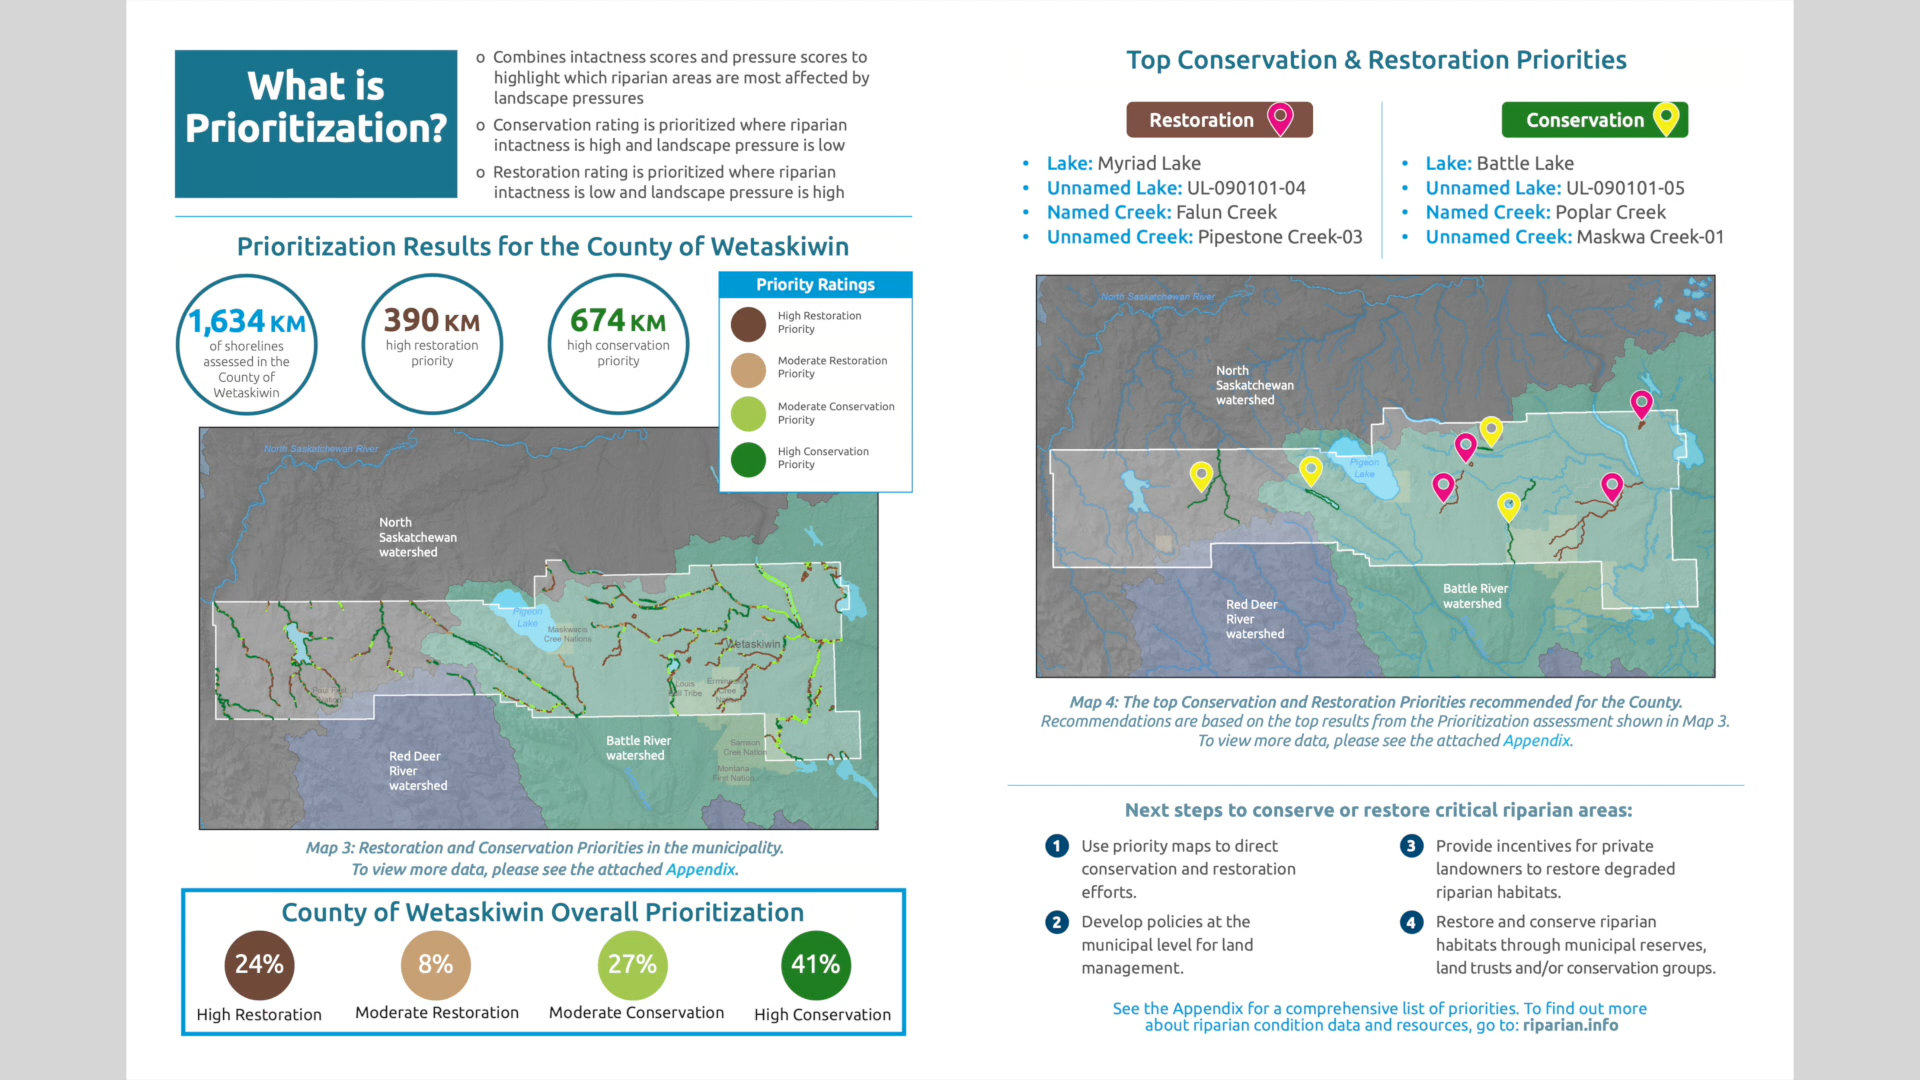 What is
Prioritization?
o Combines intactness scores and pressure scores to
highlight which riparian areas are most affected by
landscape pressures
o Conservation rating is prioritized where riparian
intactness is high and landscape pressure is low
o Restoration rating is prioritized where riparian
intactness is low and landscape pressure is high
Prioritization Results for the County of Wetaskiwin
1,634 KM
of shorelines
assessed in the
County of
Wetaskiwin
390 KM
high restoration
priority
674 KM
high conservation
priority
Priority Ratings
High Restoration
Priority
Moderate Restoration
Priority
Moderate Conservation
Priority
High Conservation
Priority
North Saskatchewan River
North
Saskatchewan
watershed
Pigeon
Lake
Maskwacis
Cree Nations
Wetaskiwin
Paul First
Nation
Louis
Bull Tribe
Cree
Samson
Cree Nation
Montana
First Nation
Battle River
watershed
Red Deer
River
watershed
Map 3: Restoration and Conservation Priorities in the municipality.
To view more data, please see the attached Appendix.
County of Wetaskiwin Overall Prioritization
24%
8%
27%
41%
High Restoration
Moderate Restoration
Moderate Conservation
High Conservation
Top Conservation & Restoration Priorities
Restoration
• Lake: Myriad Lake
• Unnamed Lake: UL-090101-04
• Named Creek: Falun Creek
• Unnamed Creek: Pipestone Creek-03
Conservation
• Lake: Battle Lake
• Unnamed Lake: UL-090101-05
• Named Creek: Poplar Creek
• Unnamed Creek: Maskwa Creek-01
North Saskatchewan River
North
Saskatchewan
watershed
Pigeon
Lake
Battle River
watershed
Red Deer
River
watershed
Map 4: The top Conservation and Restoration Priorities recommended for the County.
Recommendations are based on the top results from the Prioritization assessment shown in Map 3.
To view more data, please see the attached Appendix.
Next steps to conserve or restore critical riparian areas:
1 Use priority maps to direct
conservation and restoration
efforts.
2 Develop policies at the
municipal level for land
management.
3 Provide incentives for private
landowners to restore degraded
riparian habitats.
4 Restore and conserve riparian
habitats through municipal reserves,
land trusts and/or conservation groups.
See the Appendix for a comprehensive list of priorities. To find out more
about riparian condition data and resources, go to: riparian.info